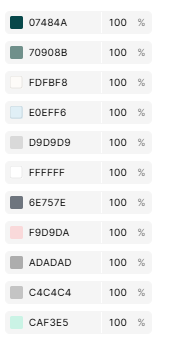 07484A 100 %
70908B 100 %
FDFBF8 100 %
E0EFF6 100 %
D9D9D9 100 %
FFFFFF 100 %
6E757E 100 %
F9D9DA 100 %
ADADAD 100 %
C4C4C4 100 %
CAF3E5 100 %